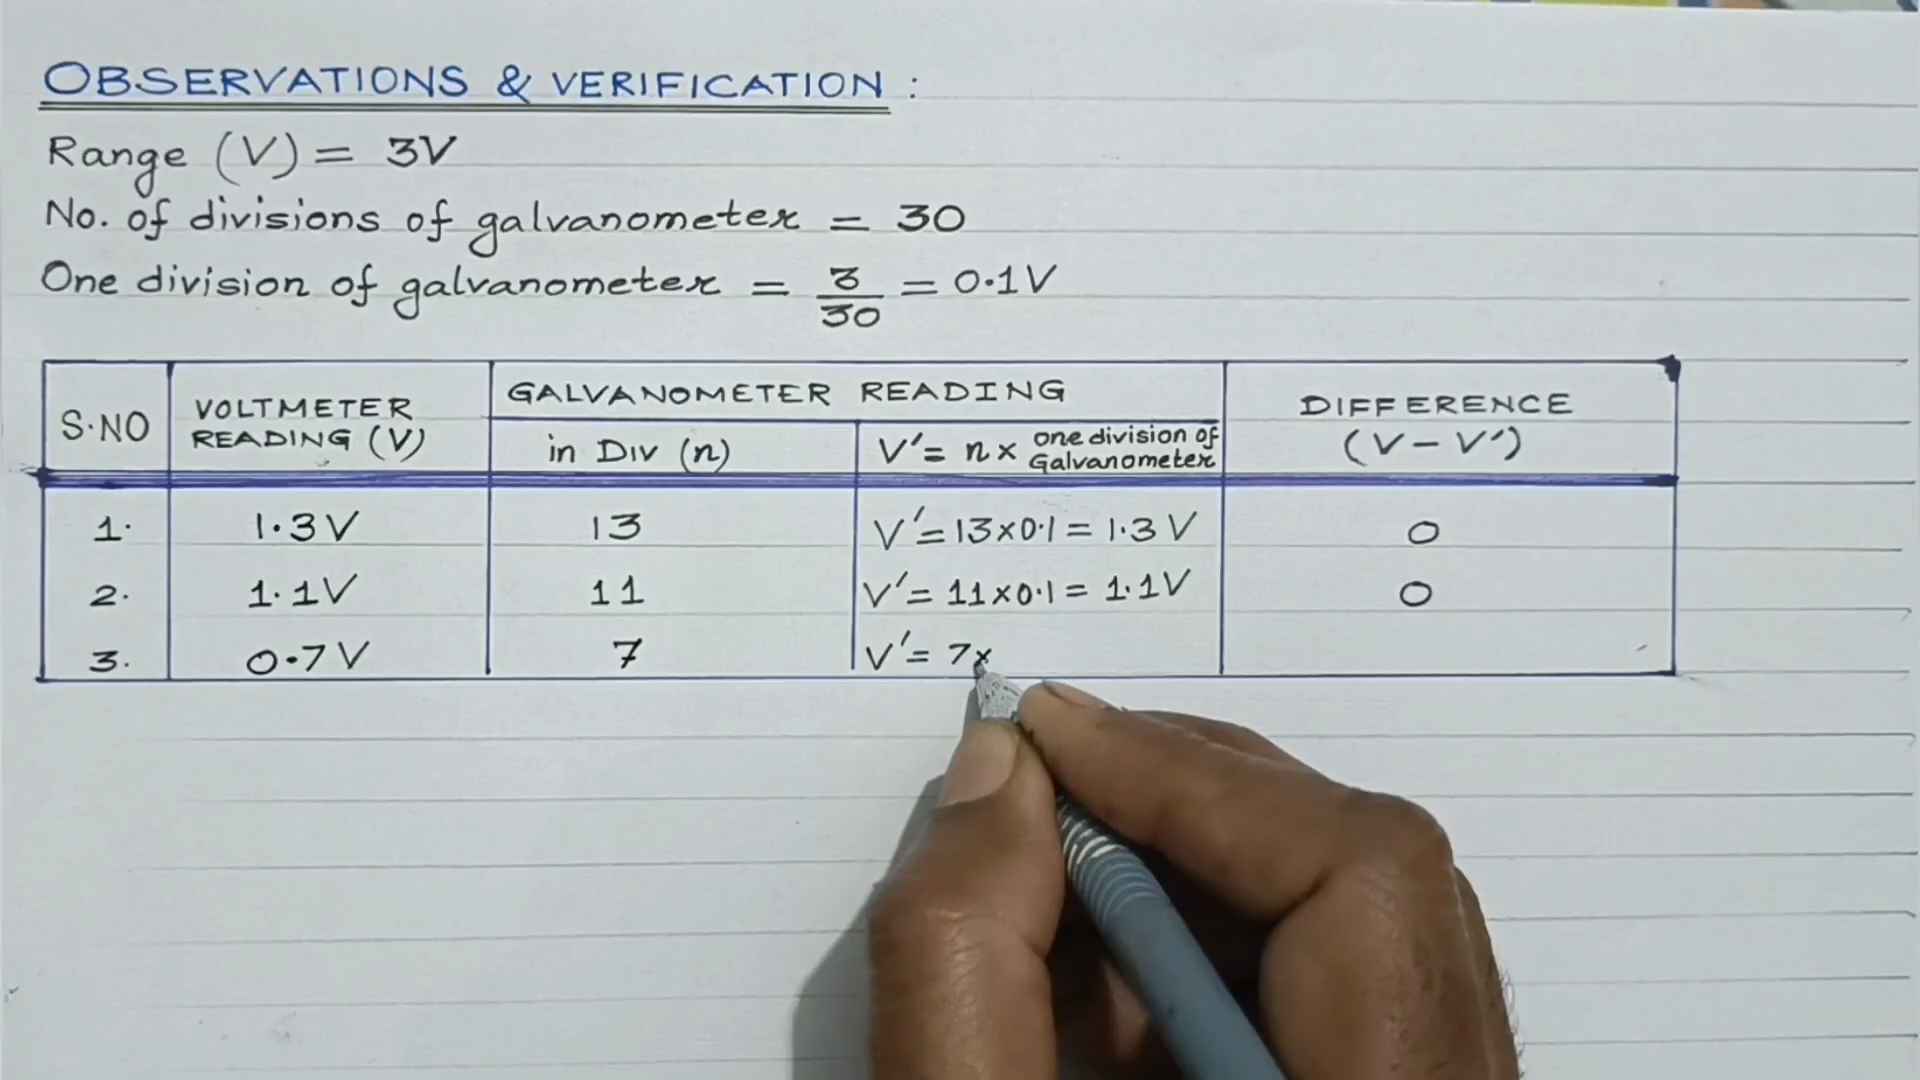 OBSERVATIONS & VERIFICATION :
Range (V) = 3V
No. of divisions of galvanometer = 30
One division of galvanometer = 3/30 = 0.1V
S.NO
VOLTMETER
READING (V)
GALVANOMETER READING
in DIV (n)
V' = n × one division of
Galvanometer
DIFFERENCE
(V - V')
1. 1.3V 13 V' = 13×0.1 = 1.3 V 0
2. 1.1V 11 V' = 11×0.1 = 1.1V 0
3. 0.7V 7 V' = 7×